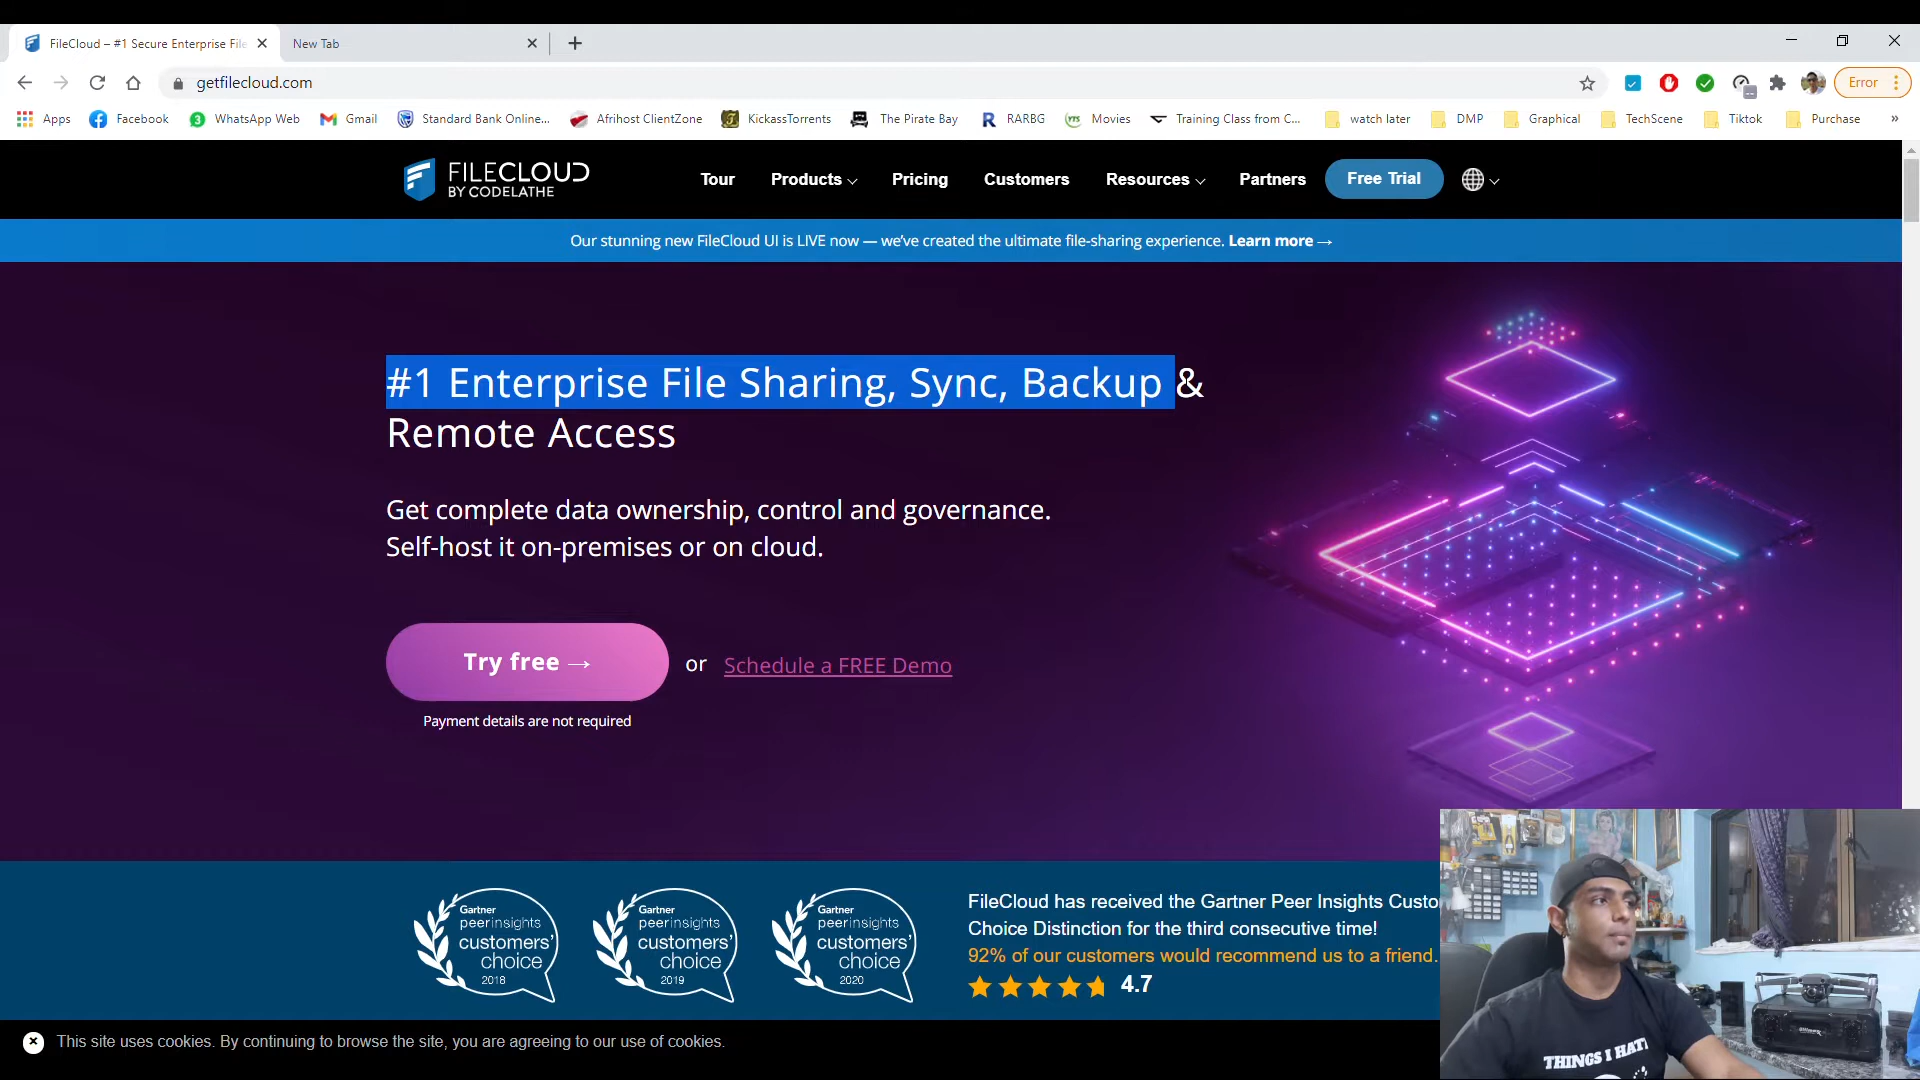 FileCloud – #1 Secure Enterprise File
New Tab
getfilecloud.com
Error
Apps
Facebook
3
WhatsApp Web
Gmail
Standard Bank Online...
Afrihost ClientZone
KickassTorrents
The Pirate Bay
R
RARBG
YTS
Movies
Training Class from C...
watch later
DMP
Graphical
TechScene
Tiktok
Purchase
»
FILECLOUD
BY CODELATHE
Tour
Products
Pricing
Customers
Resources
Partners
Free Trial
Our stunning new FileCloud UI is LIVE now — we've created the ultimate file-sharing experience. Learn more →
#1 Enterprise File Sharing, Sync, Backup &
Remote Access
Get complete data ownership, control and governance.
Self-host it on-premises or on cloud.
Try free →
or
Schedule a FREE Demo
Payment details are not required
Gartner
peerinsights
customers'
choice
2018
Gartner
peerinsights
customers'
choice
2019
Gartner
peerinsights
customers'
choice
2020
FileCloud has received the Gartner Peer Insights Custo
Choice Distinction for the third consecutive time!
92% of our customers would recommend us to a friend.
4.7
This site uses cookies. By continuing to browse the site, you are agreeing to our use of cookies.
THINGS I HATE